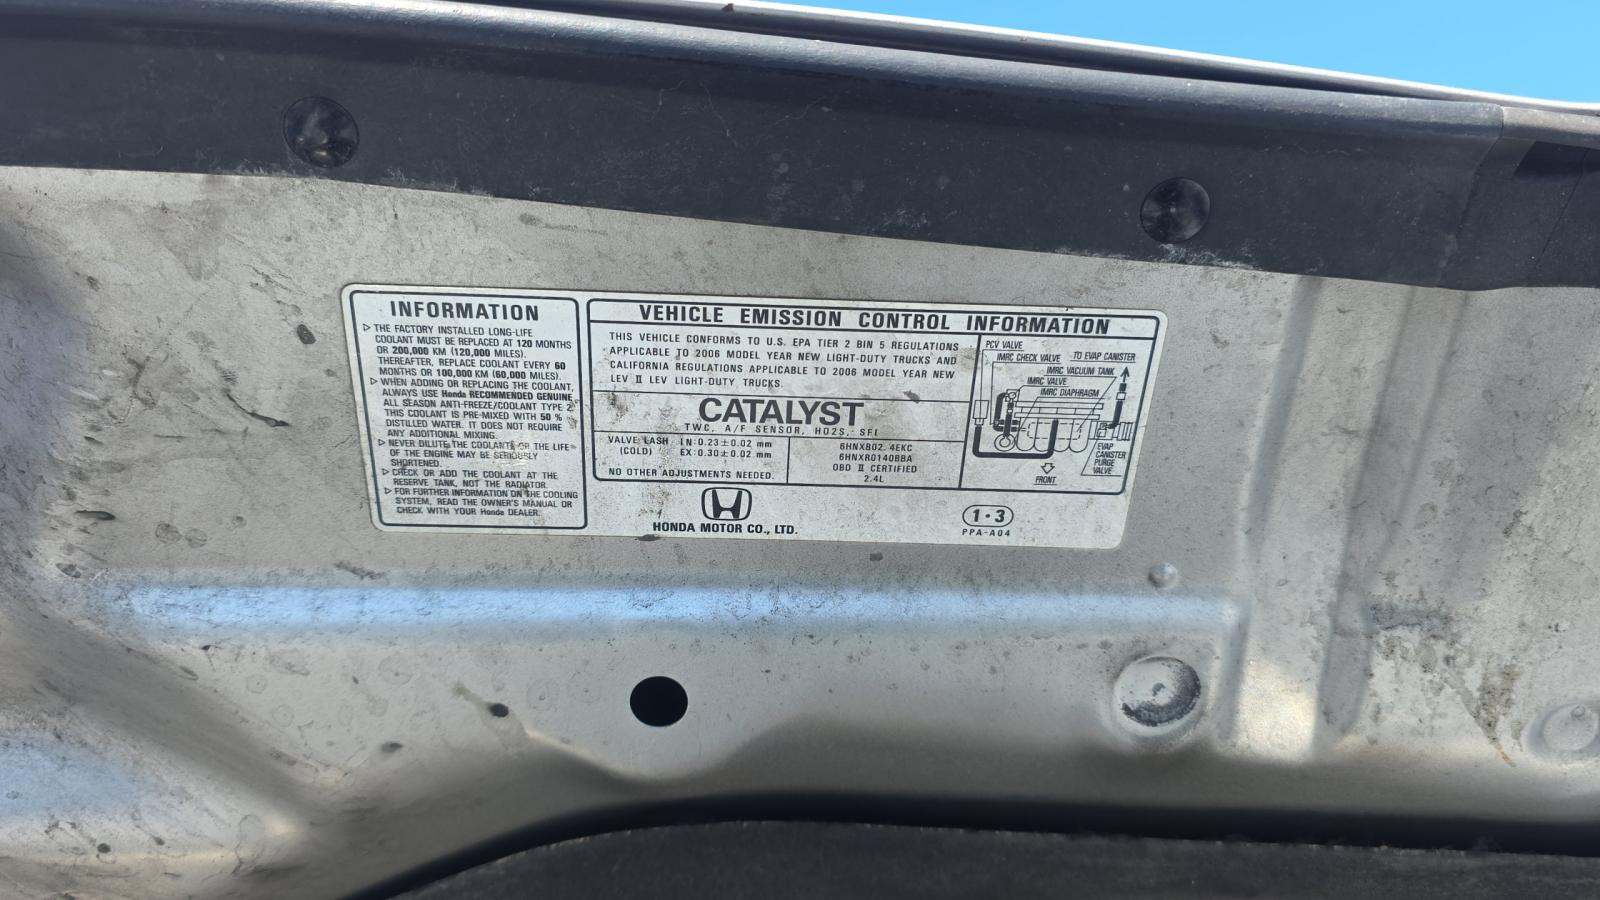 INFORMATION
▷ THE FACTORY INSTALLED LONG-LIFE
COOLANT MUST BE REPLACED AT 120 MONTHS
OR 200,000 KM (120,000 MILES).
THEREAFTER, REPLACE COOLANT EVERY 60
MONTHS OR 100,000 KM (60,000 MILES).
▷ WHEN ADDING OR REPLACING THE COOLANT,
ALWAYS USE Honda RECOMMENDED GENUINE
ALL SEASON ANTI-FREEZE/COOLANT TYPE 2.
THIS COOLANT IS PRE-MIXED WITH 50 %
DISTILLED WATER. IT DOES NOT REQUIRE
ANY ADDITIONAL MIXING.
▷ NEVER DILUTE THE COOLANT OR THE LIFE
OF THE ENGINE MAY BE SERIOUSLY
SHORTENED.
▷ CHECK OR ADD THE COOLANT AT THE
RESERVE TANK, NOT THE RADIATOR.
▷ FOR FURTHER INFORMATION ON THE COOLING
SYSTEM, READ THE OWNER'S MANUAL OR
CHECK WITH YOUR Honda DEALER.
VEHICLE EMISSION CONTROL INFORMATION
THIS VEHICLE CONFORMS TO U.S. EPA TIER 2 BIN 5 REGULATIONS
APPLICABLE TO 2006 MODEL YEAR NEW LIGHT-DUTY TRUCKS AND
CALIFORNIA REGULATIONS APPLICABLE TO 2006 MODEL YEAR NEW
LEV II LEV LIGHT-DUTY TRUCKS.
CATALYST
TWC, A/F SENSOR, HO2S, SFI
VALVE LASH IN:0.23±0.02 mm
(COLD) EX:0.30±0.02 mm
NO OTHER ADJUSTMENTS NEEDED.
6HNXB02.4EKC
6HNXR0140BBA
OBD II CERTIFIED
2.4L
PCV VALVE
IMRC CHECK VALVE
TO EVAP CANISTER
IMRC VACUUM TANK
IMRC VALVE
IMRC DIAPHRAGM
EVAP
CANISTER
PURGE
VALVE
FRONT
HONDA MOTOR CO., LTD.
1・3
PPA-A04